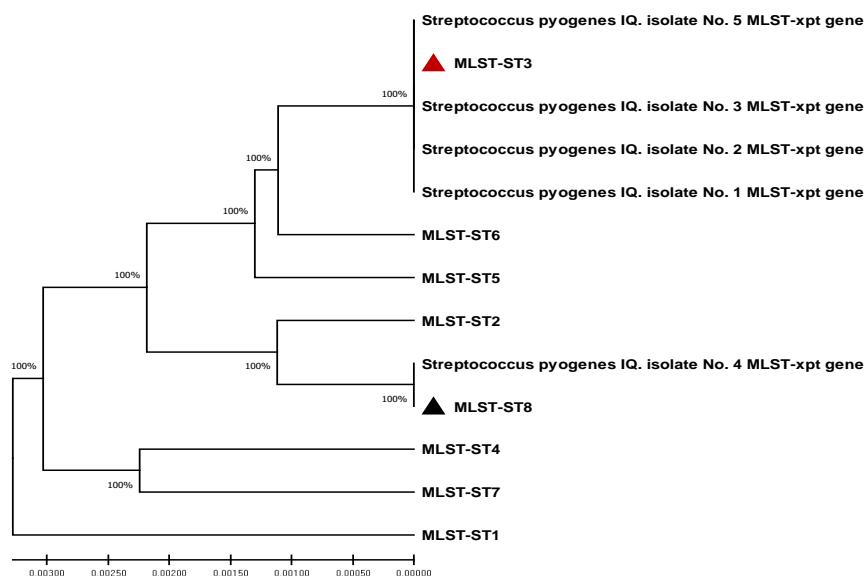 Streptococcus pyogenes IQ. isolate No. 5 MLST-xpt gene
MLST-ST3
100%
Streptococcus pyogenes IQ. isolate No. 3 MLST-xpt gene
100%
Streptococcus pyogenes IQ. isolate No. 2 MLST-xpt gene
Streptococcus pyogenes IQ. isolate No. 1 MLST-xpt gene
100%
MLST-ST6
100%
MLST-ST5
MLST-ST2
100%
100%
Streptococcus pyogenes IQ. isolate No. 4 MLST-xpt gene
100%
MLST-ST8
MLST-ST4
100%
MLST-ST7
MLST-ST1
0.00300 0.00250 0.00200 0.00150 0.00100 0.00050 0.00000